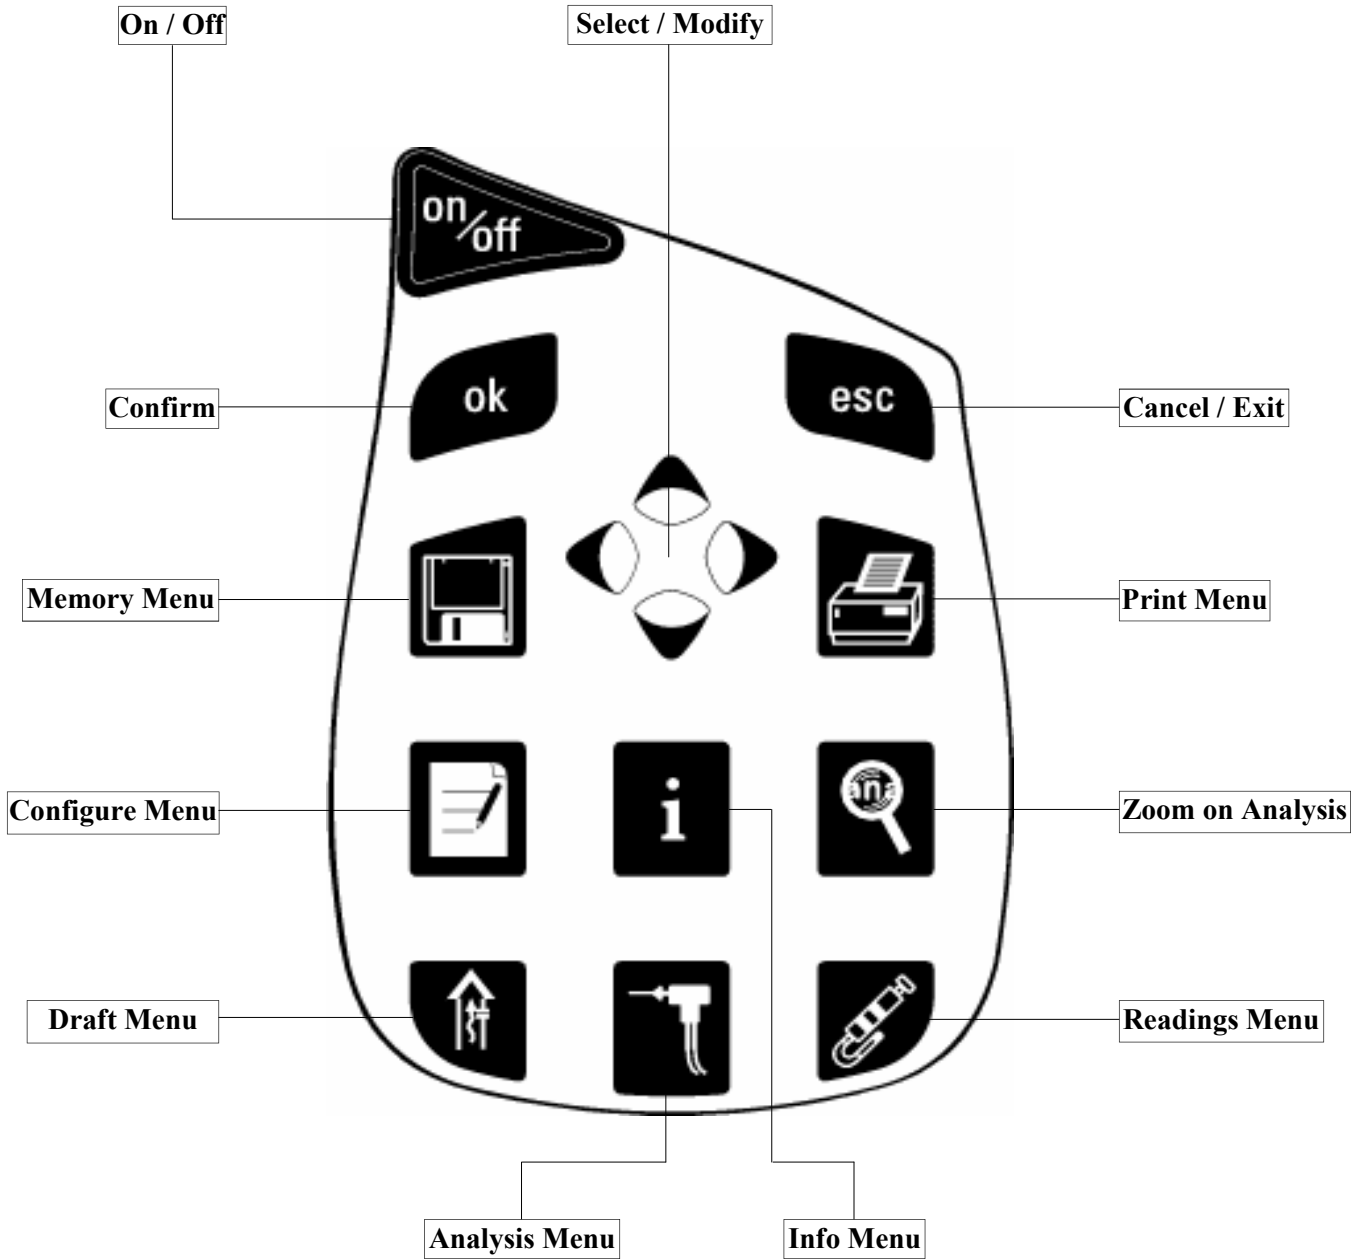 On / Off
Select / Modify
on/off
ok
esc
Confirm
Cancel / Exit
Memory Menu
Print Menu
Configure Menu
i
ana
Zoom on Analysis
Draft Menu
Readings Menu
Analysis Menu
Info Menu